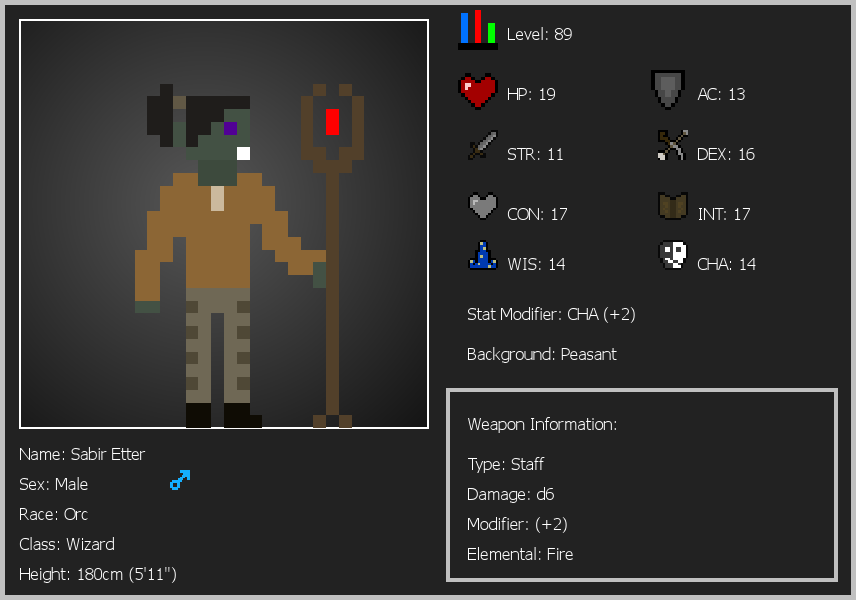 Level: 89
HP: 19
AC: 13
STR: 11
DEX: 16
CON: 17
INT: 17
WIS: 14
CHA: 14
Stat Modifier: CHA (+2)
Background: Peasant
Weapon Information:
Type: Staff
Damage: d6
Modifier: (+2)
Elemental: Fire
Name: Sabir Etter
Sex: Male
Race: Orc
Class: Wizard
Height: 180cm (5'11")